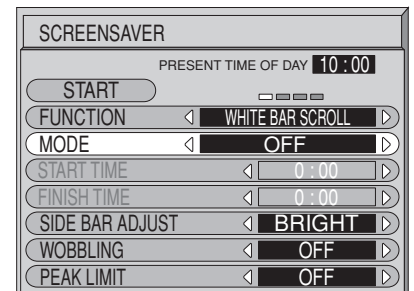 SCREENSAVER
PRESENT TIME OF DAY 10 : 00
START
FUNCTION WHITE BAR SCROLL
MODE OFF
START TIME 0 : 00
FINISH TIME 0 : 00
SIDE BAR ADJUST BRIGHT
WOBBLING OFF
PEAK LIMIT OFF